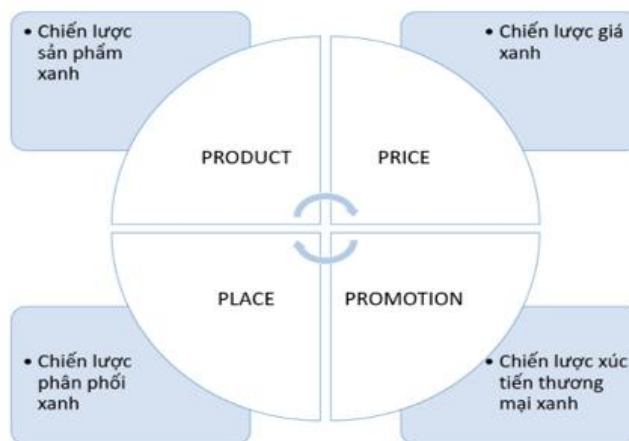 • Chiến lược
sản phẩm
xanh
• Chiến lược giá
xanh
PRODUCT
PRICE
PLACE
PROMOTION
• Chiến lược
phân phối
xanh
• Chiến lược xúc
tiến thương
mại xanh